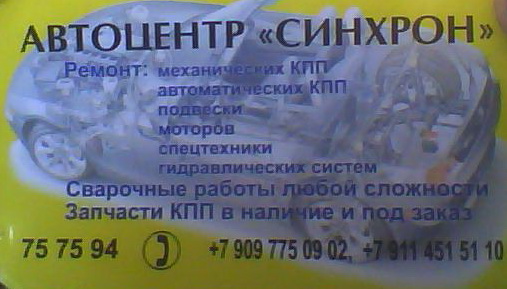 АВТОЦЕНТР «СИНХРОН»
Ремонт: механических КПП
автоматических КПП
подвески
моторов
спецтехники
гидравлических систем
Сварочные работы любой сложности
Запчасти КПП в наличие и под заказ
75 75 94 +7 909 775 09 02, +7 911 451 51 10